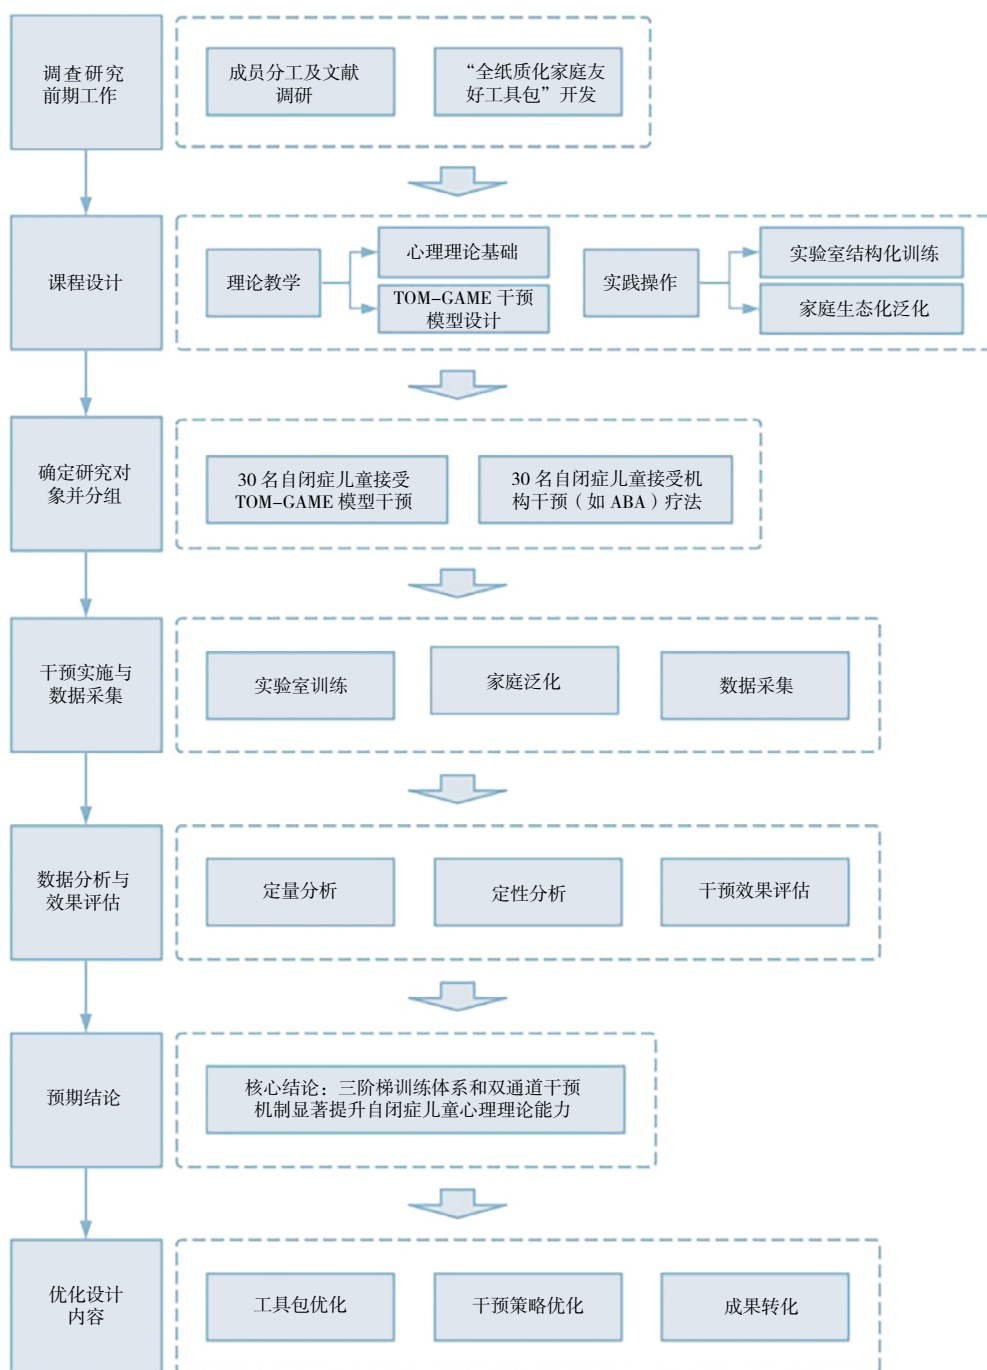 调查研究
前期工作
成员分工及文献
调研
“全纸质化家庭友
好工具包”开发
课程设计
理论教学
心理理论基础
TOM-GAME 干预
模型设计
实践操作
实验室结构化训练
家庭生态化泛化
确定研究对
象并分组
30 名自闭症儿童接受
TOM-GAME 模型干预
30 名自闭症儿童接受机
构干预（如 ABA）疗法
干预实施与
数据采集
实验室训练
家庭泛化
数据采集
数据分析与
效果评估
定量分析
定性分析
干预效果评估
预期结论
核心结论：三阶梯训练体系和双通道干预
机制显著提升自闭症儿童心理理论能力
优化设计
内容
工具包优化
干预策略优化
成果转化